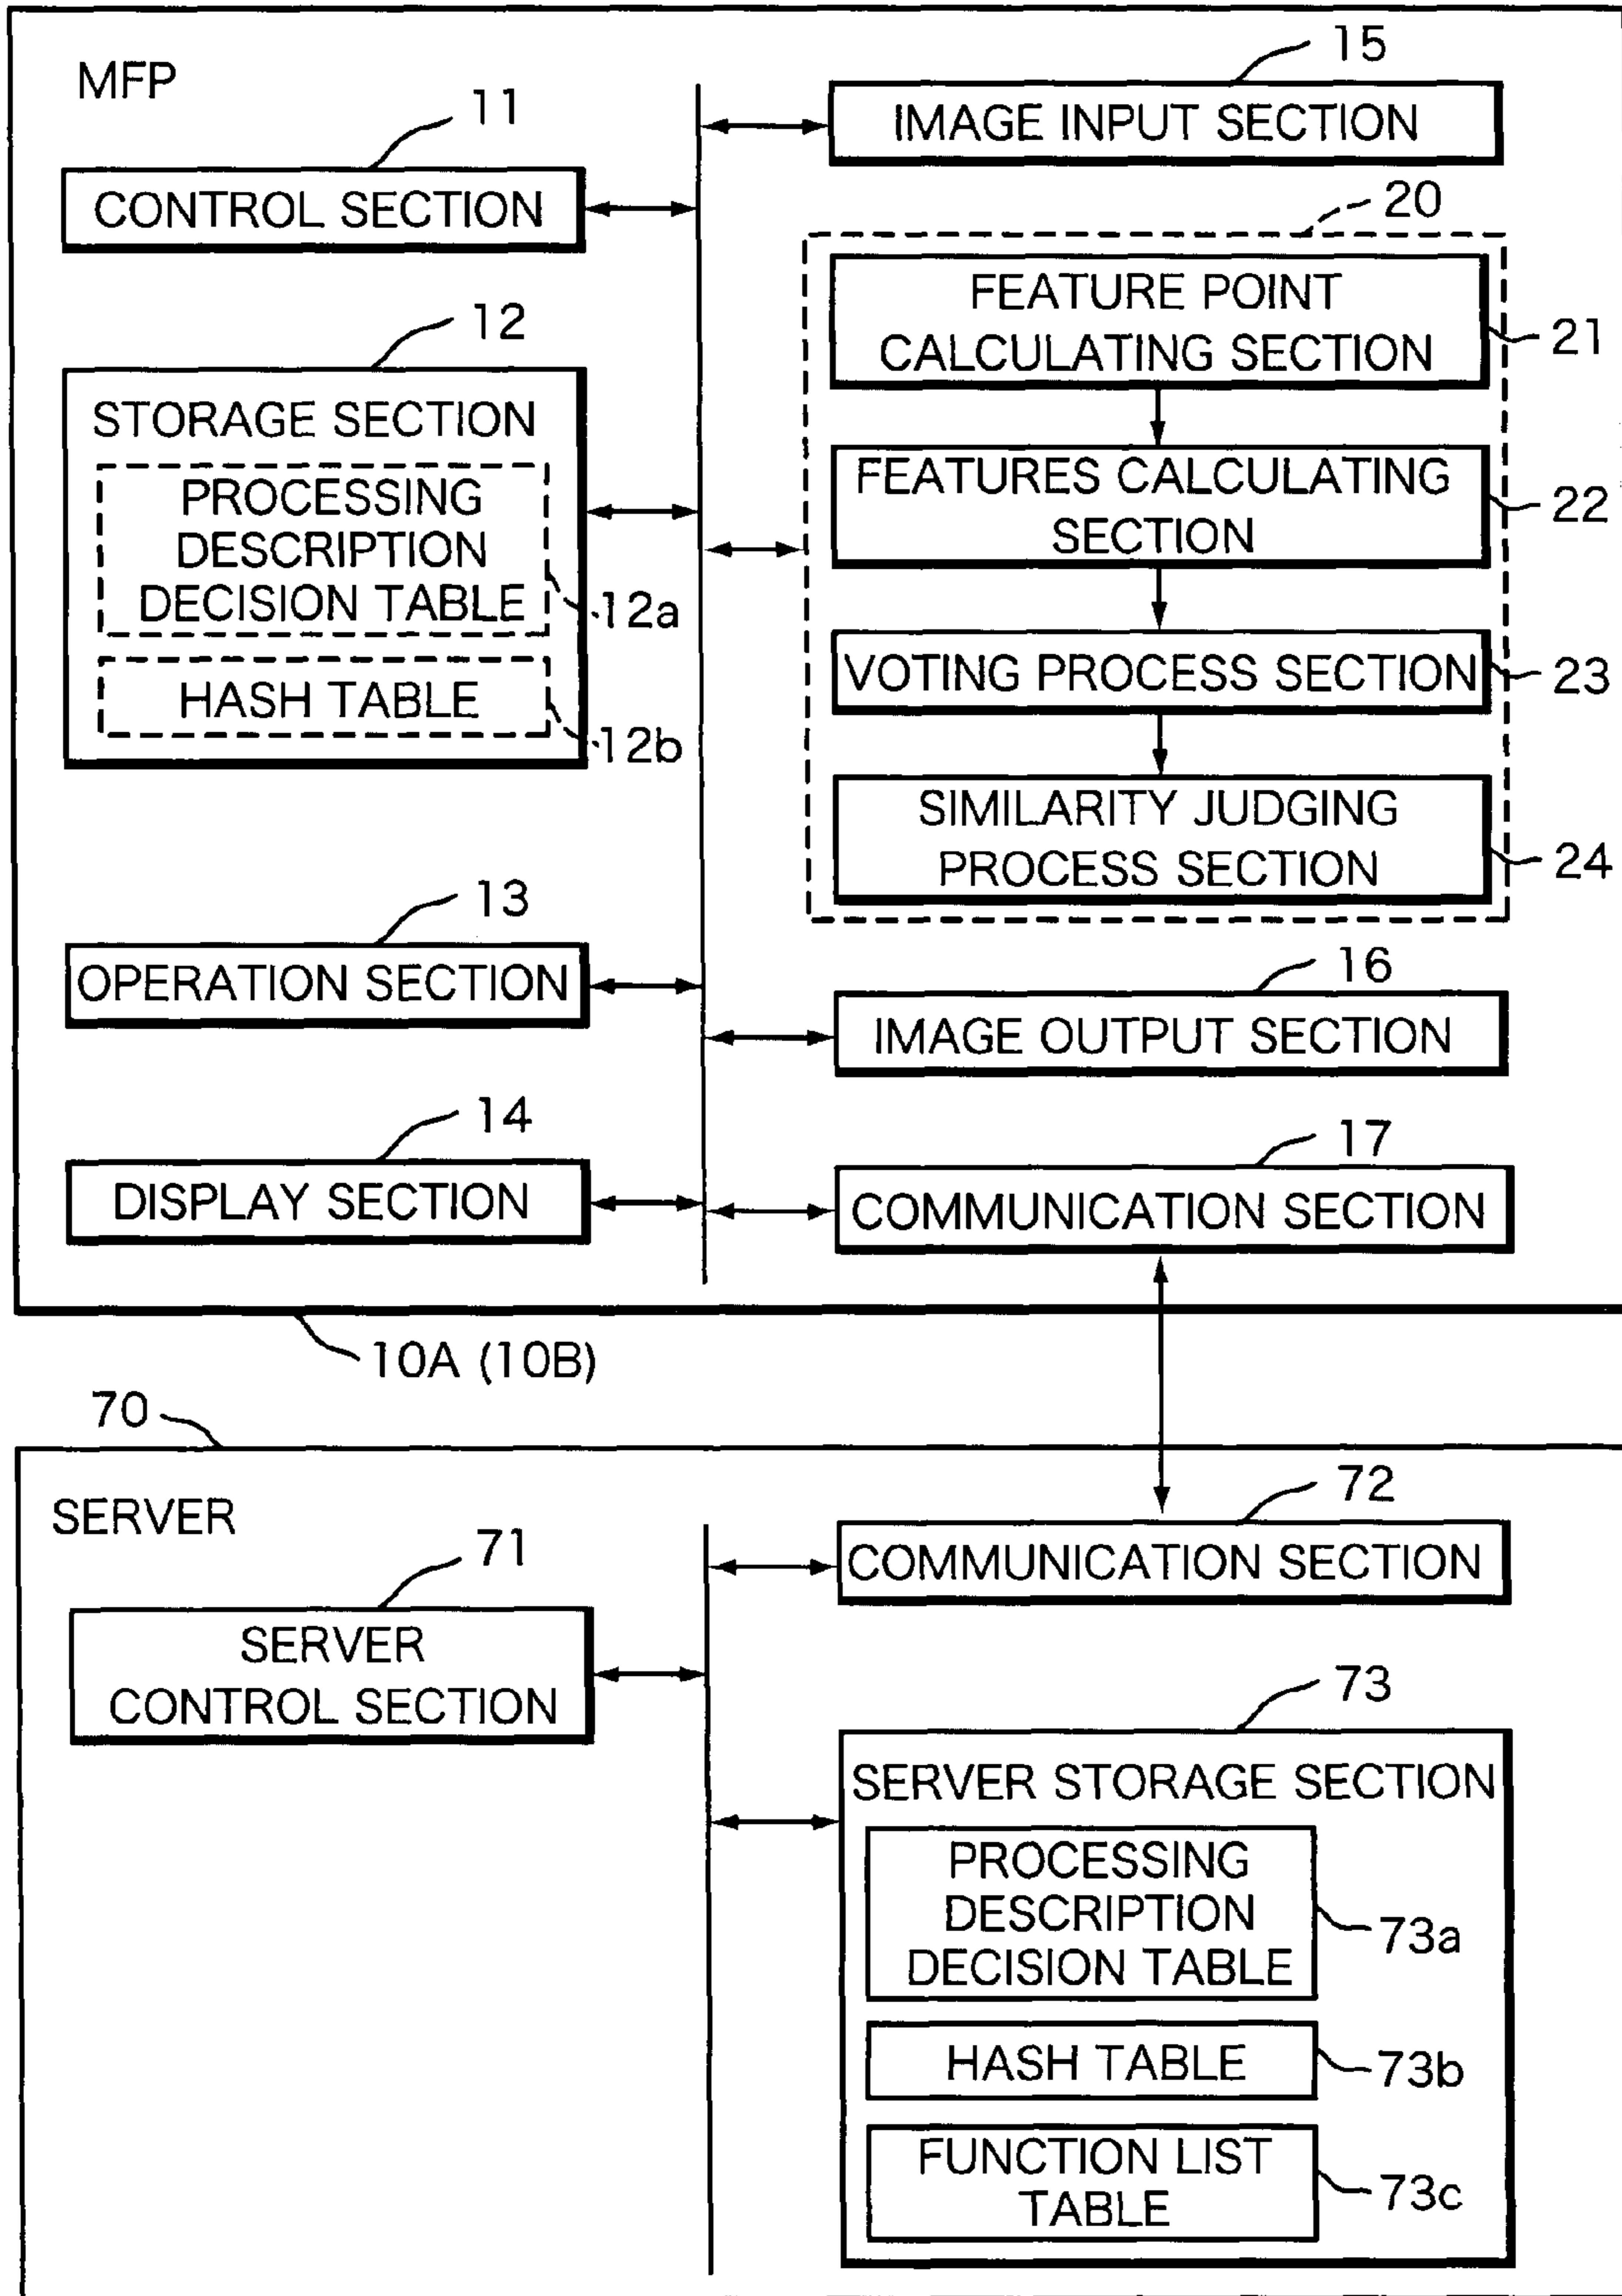 MFP
15
IMAGE INPUT SECTION
11
CONTROL SECTION
20
FEATURE POINT
CALCULATING SECTION
21
12
STORAGE SECTION
PROCESSING
DESCRIPTION
DECISION TABLE
12a
HASH TABLE
12b
FEATURES CALCULATING
SECTION
22
VOTING PROCESS SECTION
23
SIMILARITY JUDGING
PROCESS SECTION
24
13
OPERATION SECTION
16
IMAGE OUTPUT SECTION
14
DISPLAY SECTION
17
COMMUNICATION SECTION
10A (10B)
70
SERVER
72
COMMUNICATION SECTION
71
SERVER
CONTROL SECTION
73
SERVER STORAGE SECTION
PROCESSING
DESCRIPTION
DECISION TABLE
73a
HASH TABLE
73b
FUNCTION LIST
TABLE
73c